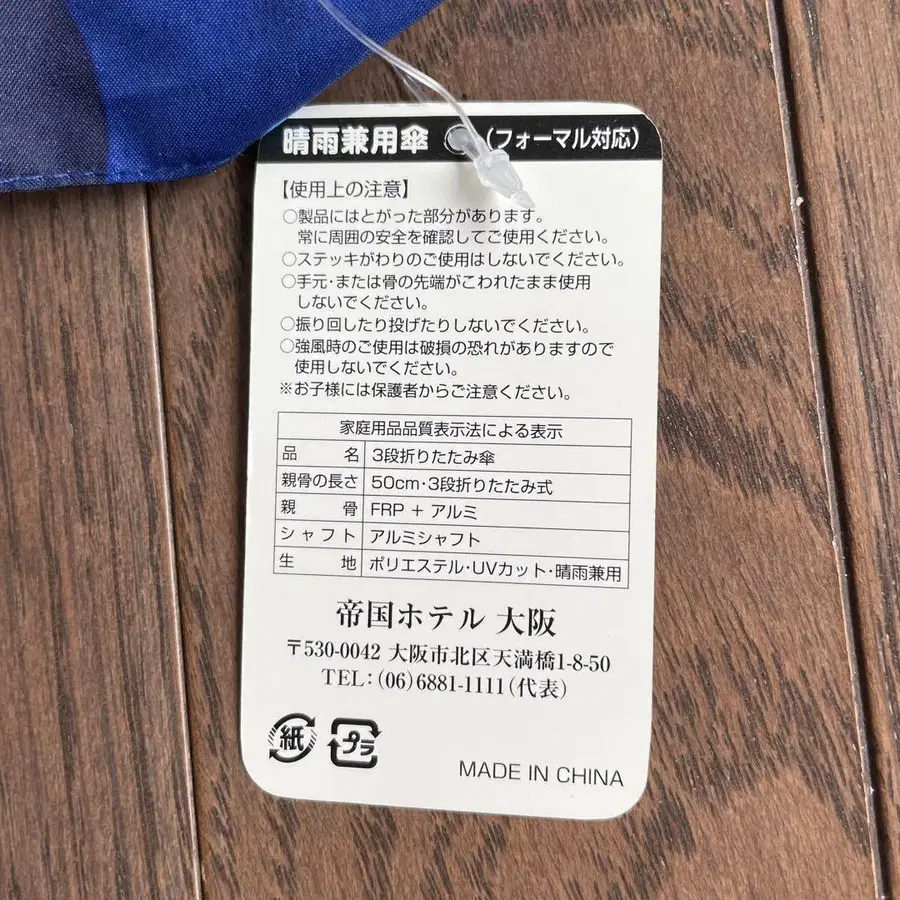 晴雨兼用傘 (フォーマル対応)
【使用上の注意】
○製品にはとがった部分があります。
常に周囲の安全を確認してご使用ください。
○ステッキがわりのご使用はしないでください。
○手元・または骨の先端がこわれたまま使用
しないでください。
○振り回したり投げたりしないでください。
○強風時のご使用は破損の恐れがありますので
使用しないでください。
※お子様には保護者からご注意ください。
家庭用品品質表示法による表示
品名 3段折りたたみ傘
親骨の長さ 50cm・3段折りたたみ式
親骨 FRP + アルミ
シャフト アルミシャフト
生地 ポリエステル・UVカット・晴雨兼用
帝国ホテル 大阪
〒530-0042 大阪市北区天満橋1-8-50
TEL:(06)6881-1111(代表)
紙 プラ
MADE IN CHINA